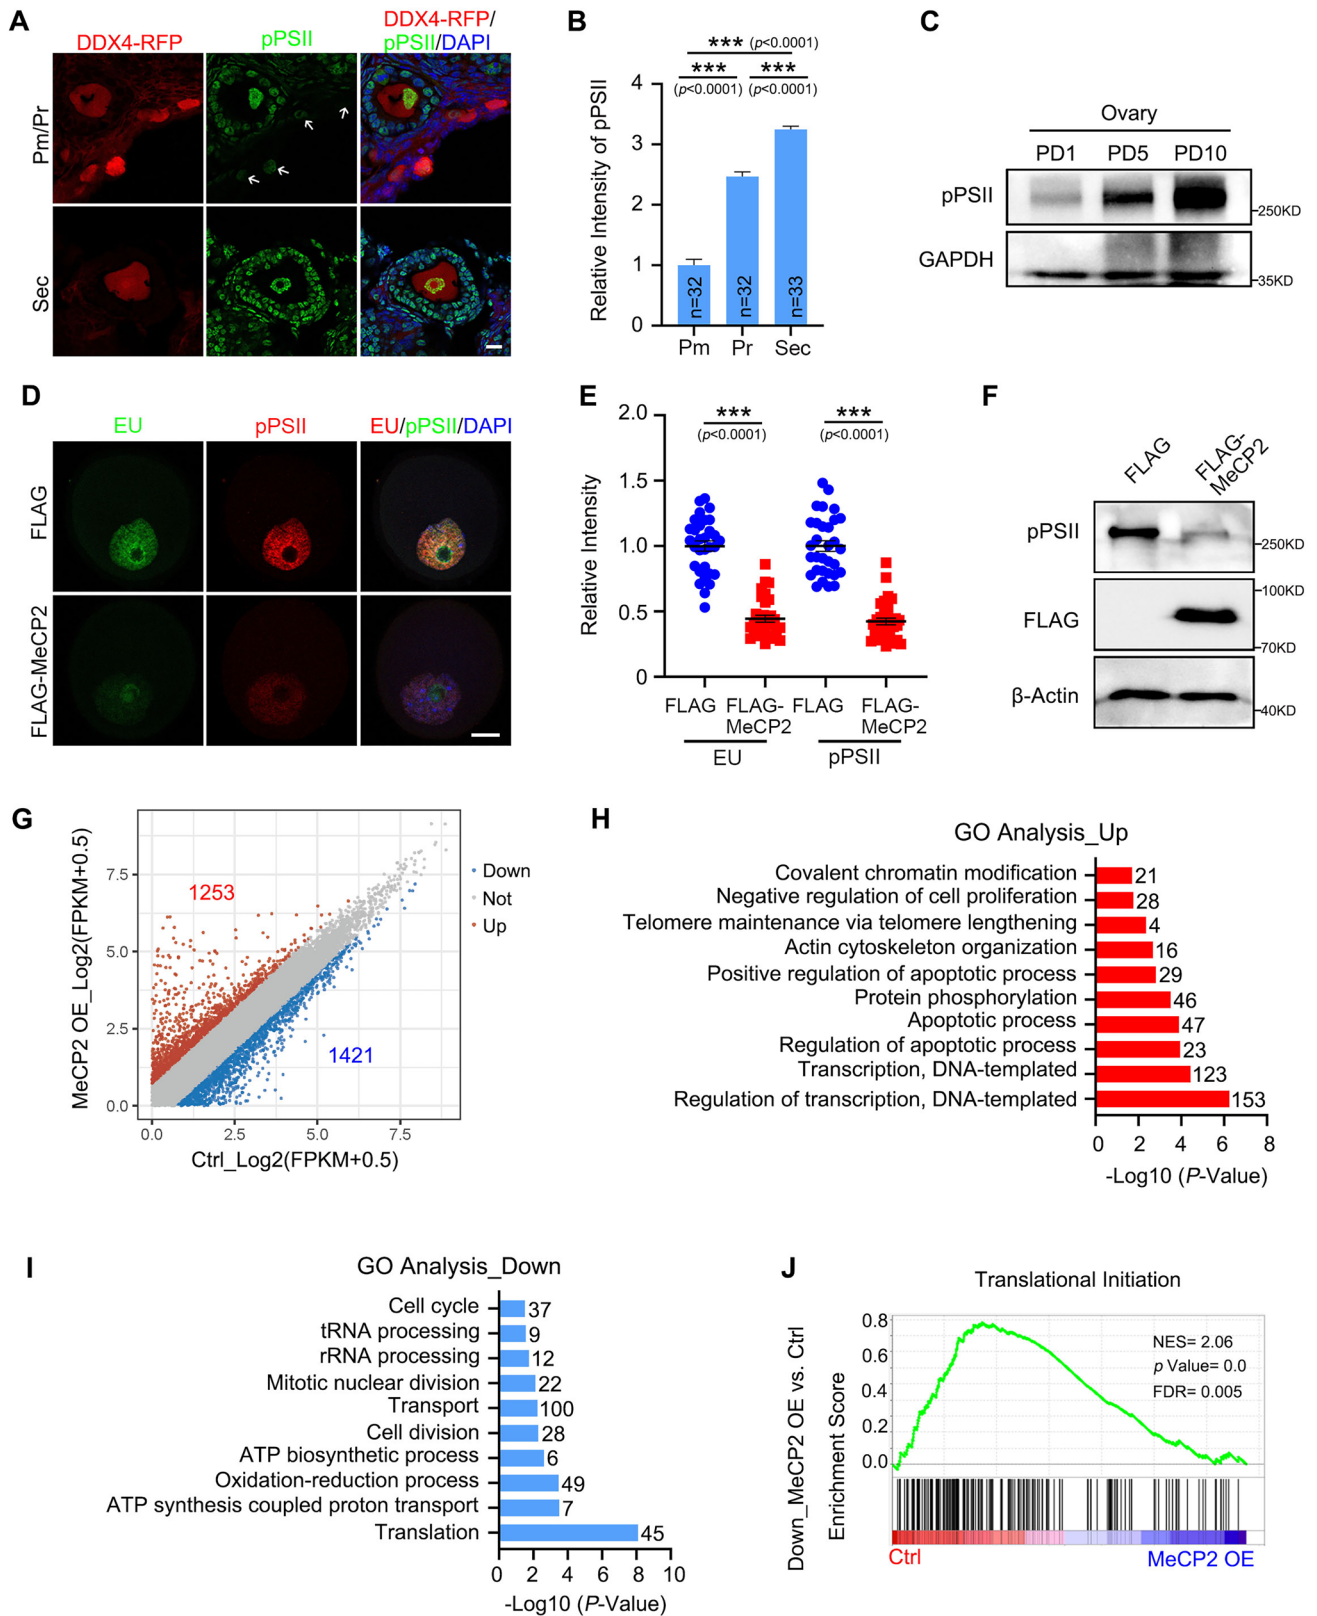 A
DDX4-RFP
pPSII
DDX4-RFP/
pPSII/DAPI
Pm/Pr
Sec
B
*** (p<0.0001)
*** ***
(p<0.0001) (p<0.0001)
Relative Intensity of pPSII
4
3
2
1
0
n=32
n=32
n=33
Pm Pr Sec
C
Ovary
PD1 PD5 PD10
pPSII
250KD
GAPDH
35KD
D
EU
pPSII
EU/pPSII/DAPI
FLAG
FLAG-MeCP2
E
Relative Intensity
2.0
1.5
1.0
0.5
0
*** ***
(p<0.0001) (p<0.0001)
FLAG FLAG-MeCP2 FLAG FLAG-MeCP2
EU pPSII
F
FLAG
FLAG-
MeCP2
pPSII
250KD
100KD
FLAG
70KD
β-Actin
40KD
G
MeCP2 OE_Log2(FPKM+0.5)
7.5
5.0
2.5
0.0
1253
1421
Down
Not
Up
0.0 2.5 5.0 7.5
Ctrl_Log2(FPKM+0.5)
H
GO Analysis_Up
Covalent chromatin modification 21
Negative regulation of cell proliferation 28
Telomere maintenance via telomere lengthening 4
Actin cytoskeleton organization 16
Positive regulation of apoptotic process 29
Protein phosphorylation 46
Apoptotic process 47
Regulation of apoptotic process 23
Transcription, DNA-templated 123
Regulation of transcription, DNA-templated 153
0 2 4 6 8
-Log10 (P-Value)
I
GO Analysis_Down
Cell cycle 37
tRNA processing 9
rRNA processing 12
Mitotic nuclear division 22
Transport 100
Cell division 28
ATP biosynthetic process 6
Oxidation-reduction process 49
ATP synthesis coupled proton transport 7
Translation 45
0 2 4 6 8 10
-Log10 (P-Value)
J
Translational Initiation
Down_MeCP2 OE vs. Ctrl
Enrichment Score
0.8
0.6
0.4
0.2
0.0
NES= 2.06
p Value= 0.0
FDR= 0.005
Ctrl
MeCP2 OE